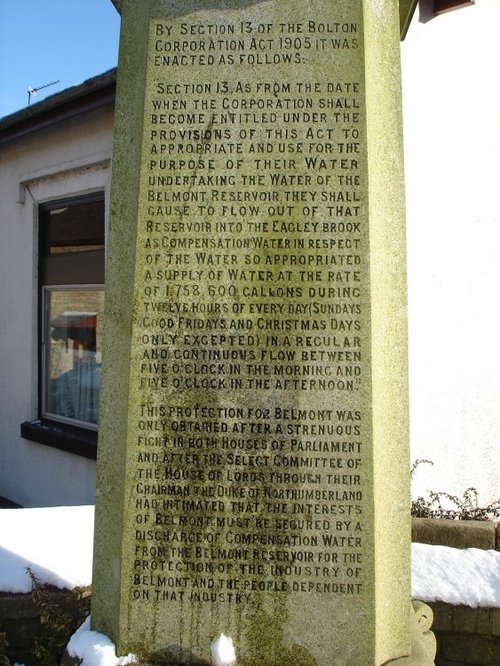 BY SECTION 13 OF THE BOLTON
CORPORATION ACT 1905 IT WAS
ENACTED AS FOLLOWS:
"SECTION 13. AS FROM THE DATE
WHEN THE CORPORATION SHALL
BECOME ENTITLED UNDER THE
PROVISIONS OF THIS ACT TO
APPROPRIATE AND USE FOR THE
PURPOSE OF THEIR WATER
UNDERTAKING THE WATER OF THE
BELMONT RESERVOIR THEY SHALL
CAUSE TO FLOW OUT OF THAT
RESERVOIR INTO THE EAGLEY BROOK
AS COMPENSATION WATER IN RESPECT
OF THE WATER SO APPROPRIATED
A SUPPLY OF WATER AT THE RATE
OF 1,758,600 GALLONS DURING
TWELVE HOURS OF EVERY DAY (SUNDAYS
GOOD FRIDAYS AND CHRISTMAS DAYS
ONLY EXCEPTED) IN A REGULAR
AND CONTINUOUS FLOW BETWEEN
FIVE O'CLOCK IN THE MORNING AND
FIVE O'CLOCK IN THE AFTERNOON."
THIS PROTECTION FOR BELMONT WAS
ONLY OBTAINED AFTER A STRENUOUS
FIGHT IN BOTH HOUSES OF PARLIAMENT
AND AFTER THE SELECT COMMITTEE OF
THE HOUSE OF LORDS THROUGH THEIR
CHAIRMAN THE DUKE OF NORTHUMBERLAND
HAD INTIMATED THAT THE INTERESTS
OF BELMONT MUST BE SECURED BY A
DISCHARGE OF COMPENSATION WATER
FROM THE BELMONT RESERVOIR FOR THE
PROTECTION OF THE INDUSTRY OF
BELMONT AND THE PEOPLE DEPENDENT
ON THAT INDUSTRY.